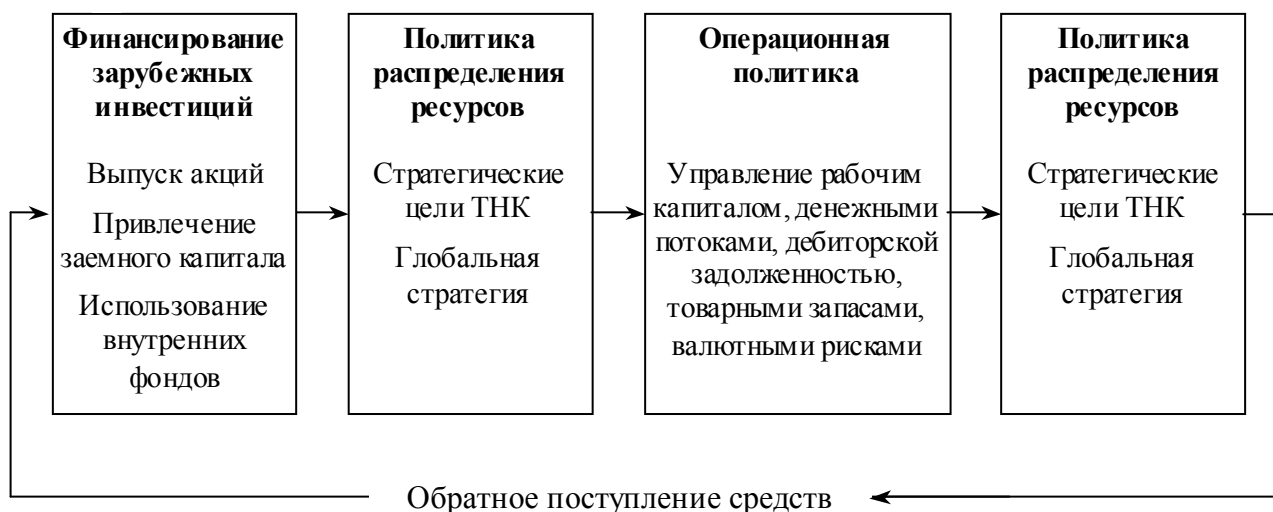 Финансирование
зарубежных
инвестиций
Выпуск акций
Привлечение
заемного капитала
Использование
внутренних
фондов
Политика
распределения
ресурсов
Стратегические
цели ТНК
Глобальная
стратегия
Операционная
политика
Управление рабочим
капиталом, денежными
потоками, дебиторской
задолженностью,
товарными запасами,
валютными рисками
Политика
распределения
ресурсов
Стратегические
цели ТНК
Глобальная
стратегия
Обратное поступление средств